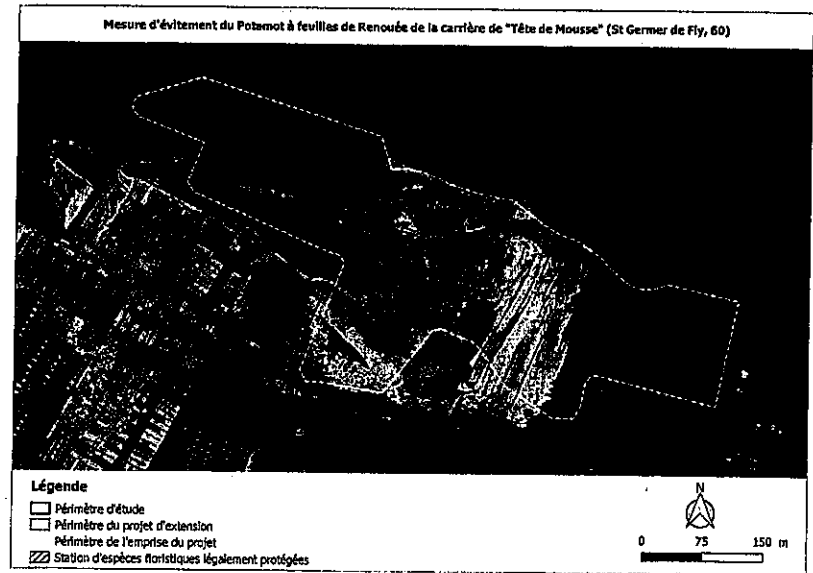 Mesure d'évitement du Potamot à feuilles de Renouée de la carrière de "Tête de Mousse" (St Germer de Fly, 60)
Légende
Périmètre d'étude
Périmètre du projet d'extension
Périmètre de l'emprise du projet
Station d'espèces floristiques légalement protégées
N
0 75 150 m